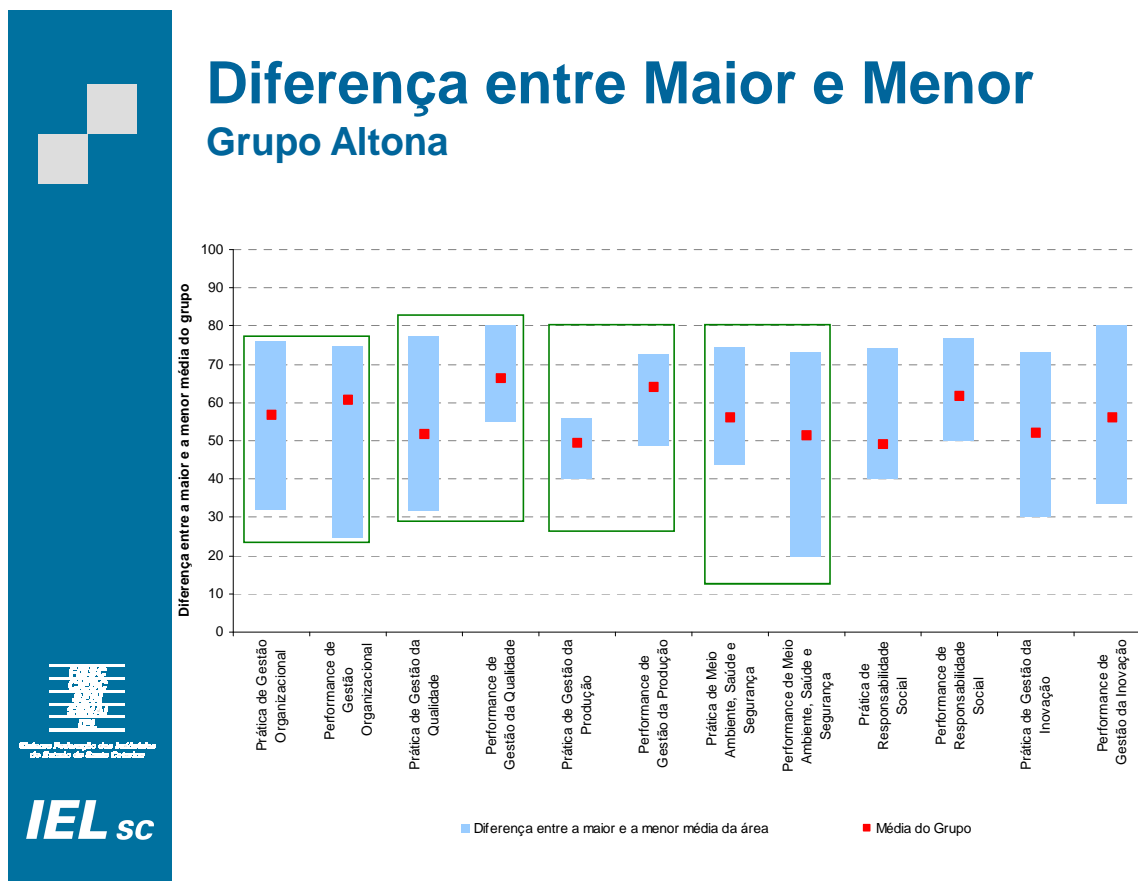 Diferença entre Maior e Menor
Grupo Altona
Diferença entre a maior e a menor média do grupo
100
90
80
70
60
50
40
30
20
10
0
Prática de Gestão
Organizacional
Performance de
Gestão
Organizacional
Prática de Gestão da
Qualidade
Performance de
Gestão da Qualidade
Prática de Gestão da
Produção
Performance de
Gestão da Produção
Prática de Meio
Ambiente, Saúde e
Segurança
Performance de Meio
Ambiente, Saúde e
Segurança
Prática de
Responsabilidade
Social
Performance de
Responsabilidade
Social
Prática de Gestão da
Inovação
Performance de
Gestão da Inovação
Diferença entre a maior e a menor média da área
Média do Grupo
IEL
IEL SC